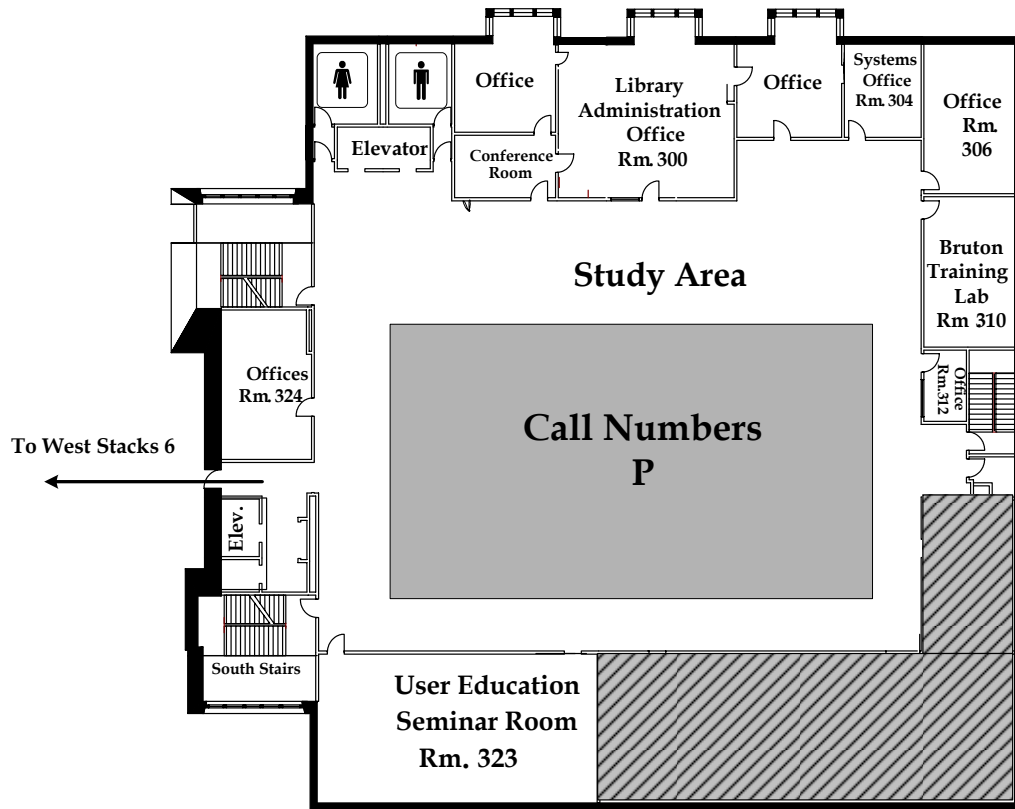 Office
Library
Administration
Office
Rm. 300
Office
Systems
Office
Rm. 304
Office
Rm.
306
Elevator
Conference
Room
Study Area
Bruton
Training
Lab
Rm 310
Offices
Rm. 324
Office
Rm.312
Call Numbers
P
To West Stacks 6
Elev.
South Stairs
User Education
Seminar Room
Rm. 323